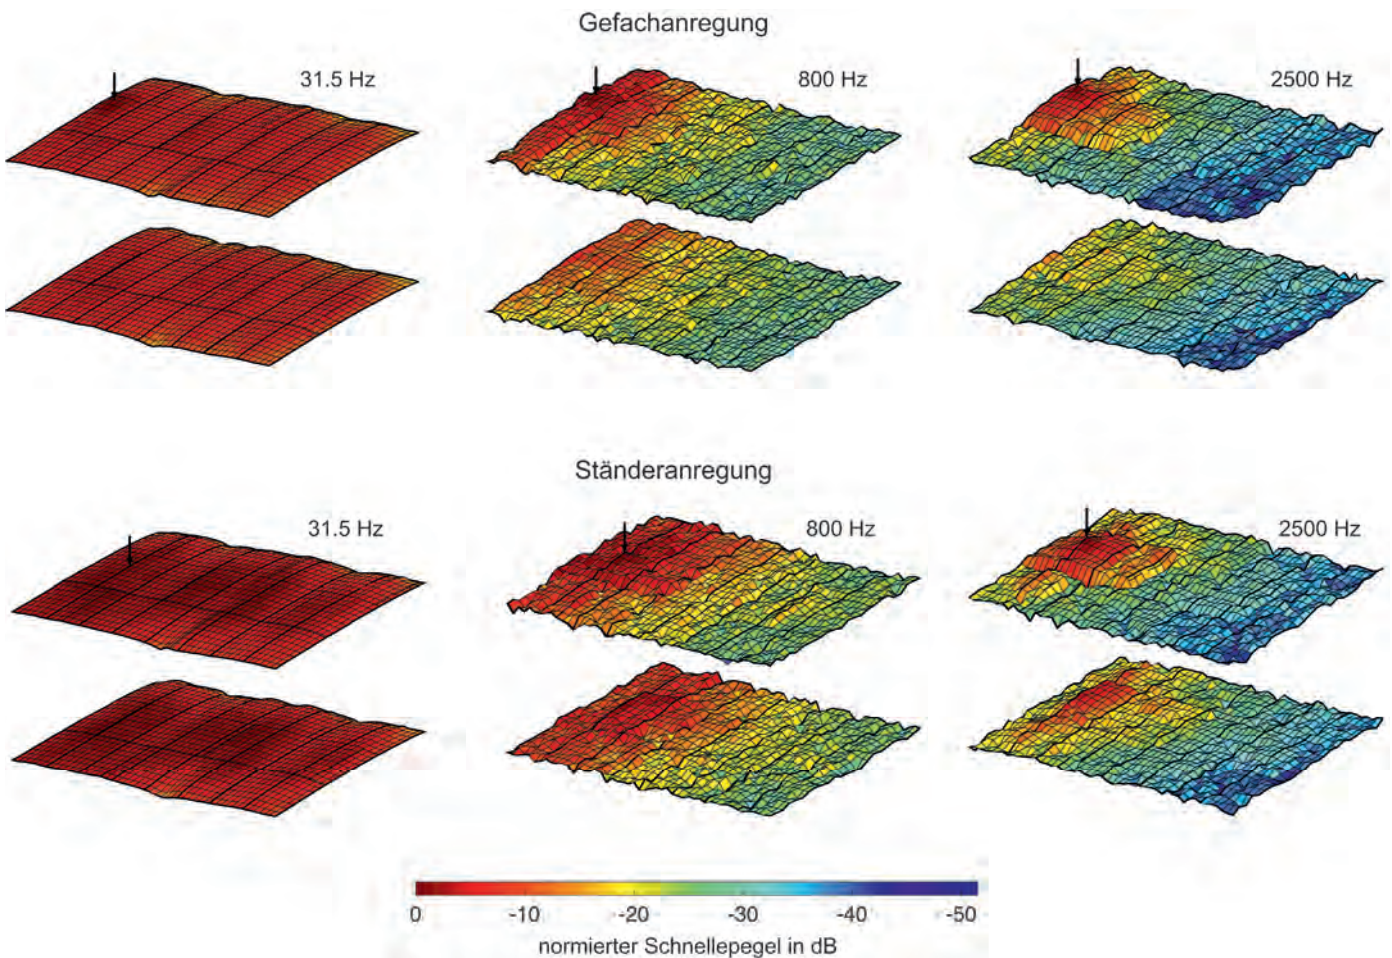 Gefachanregung
31.5 Hz
800 Hz
2500 Hz
Ständeranregung
31.5 Hz
800 Hz
2500 Hz
0 -10 -20 -30 -40 -50
normierter Schnellepegel in dB